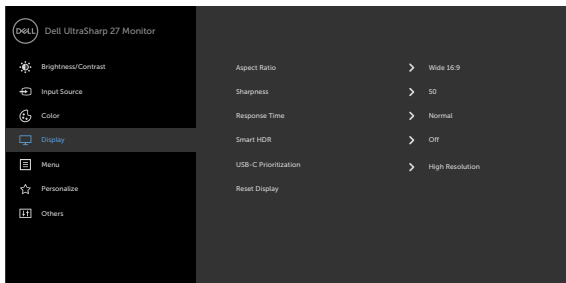 DELL Dell UltraSharp 27 Monitor
Brightness/Contrast
Input Source
Color
Display
Menu
Personalize
Others
Aspect Ratio Wide 16:9
Sharpness 50
Response Time Normal
Smart HDR Off
USB-C Prioritization High Resolution
Reset Display